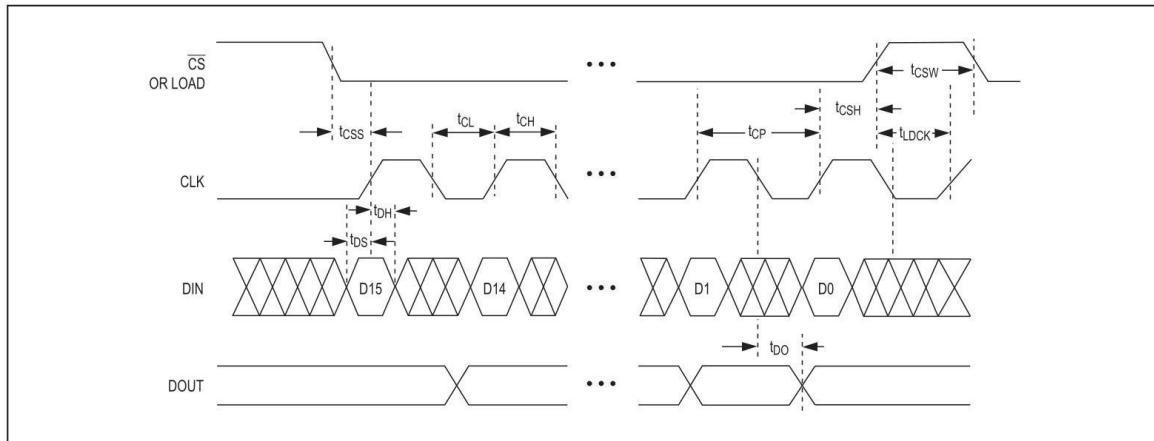 C̅S̅
OR LOAD
• • •
tCSW
tCSS
tCL
tCH
tCSH
tCP
tLDCK
CLK
• • •
tDH
tDS
DIN
D15
D14
• • •
D1
D0
tDO
DOUT
• • •